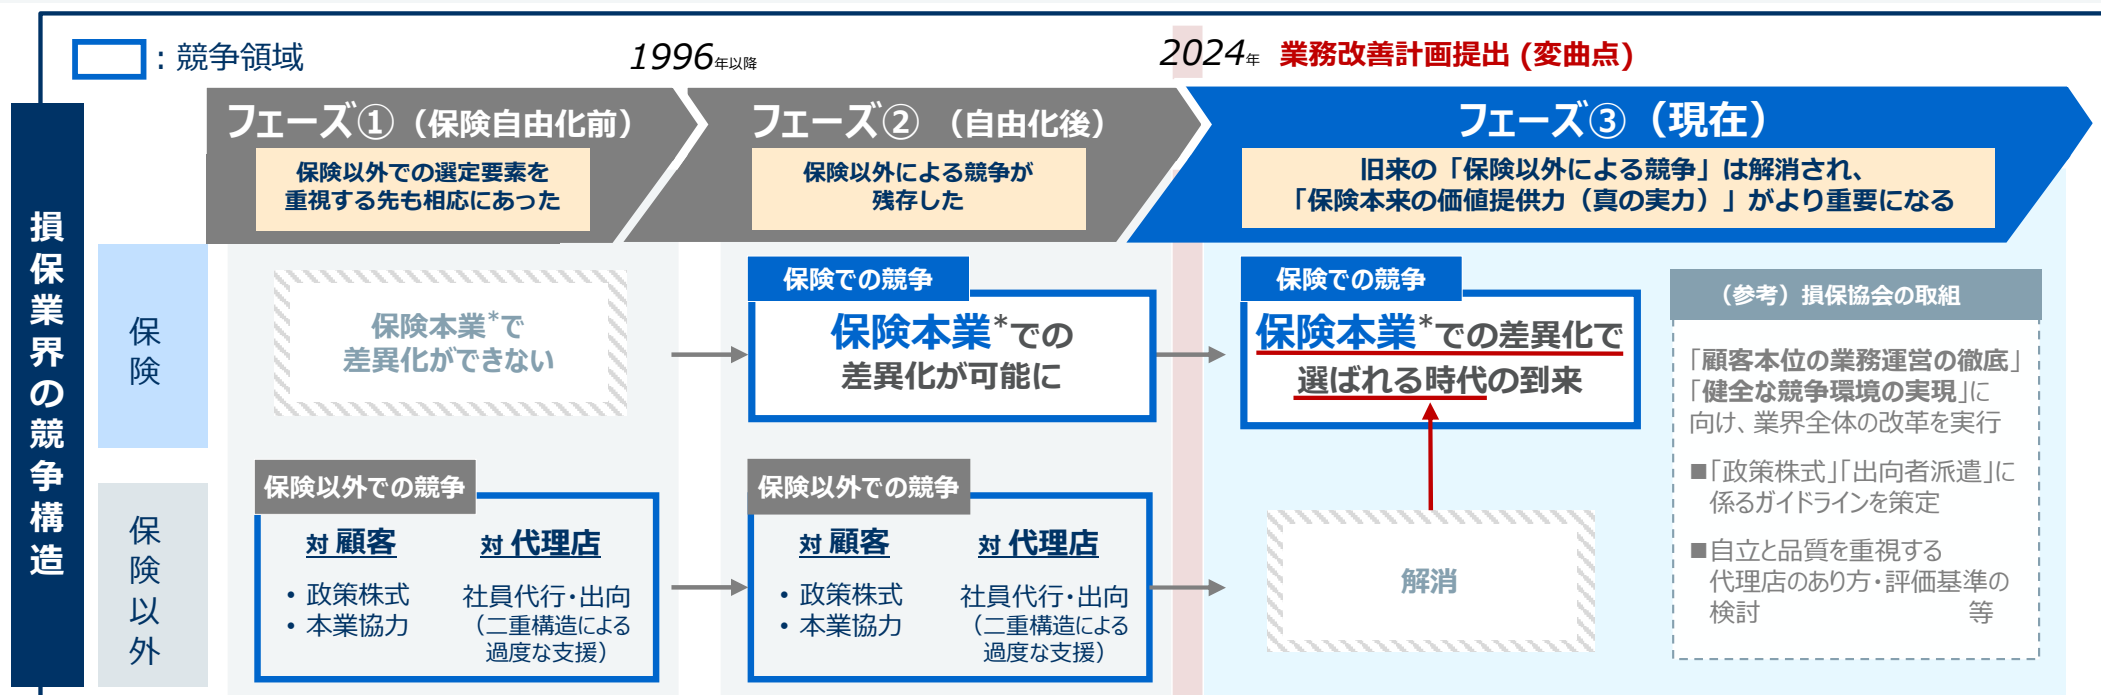 ：競争領域
1996年以降
2024年 業務改善計画提出 (変曲点)
損保業界の競争構造
フェーズ①（保険自由化前）
保険以外での選定要素を
重視する先も相応にあった
フェーズ②（自由化後）
保険以外による競争が
残存した
フェーズ③（現在）
旧来の「保険以外による競争」は解消され、
「保険本来の価値提供力（真の実力）」がより重要になる
保険
保険本業*で
差異化ができない
保険での競争
保険本業*での
差異化が可能に
保険での競争
保険本業*での差異化で
選ばれる時代の到来
保険以外
保険以外での競争
対 顧客
・政策株式
・本業協力
対 代理店
社員代行・出向
（二重構造による
過度な支援）
保険以外での競争
対 顧客
・政策株式
・本業協力
対 代理店
社員代行・出向
（二重構造による
過度な支援）
解消
（参考）損保協会の取組
「顧客本位の業務運営の徹底」
「健全な競争環境の実現」に
向け、業界全体の改革を実行
■「政策株式」「出向者派遣」に
係るガイドラインを策定
■自立と品質を重視する
代理店のあり方・評価基準の
検討 等